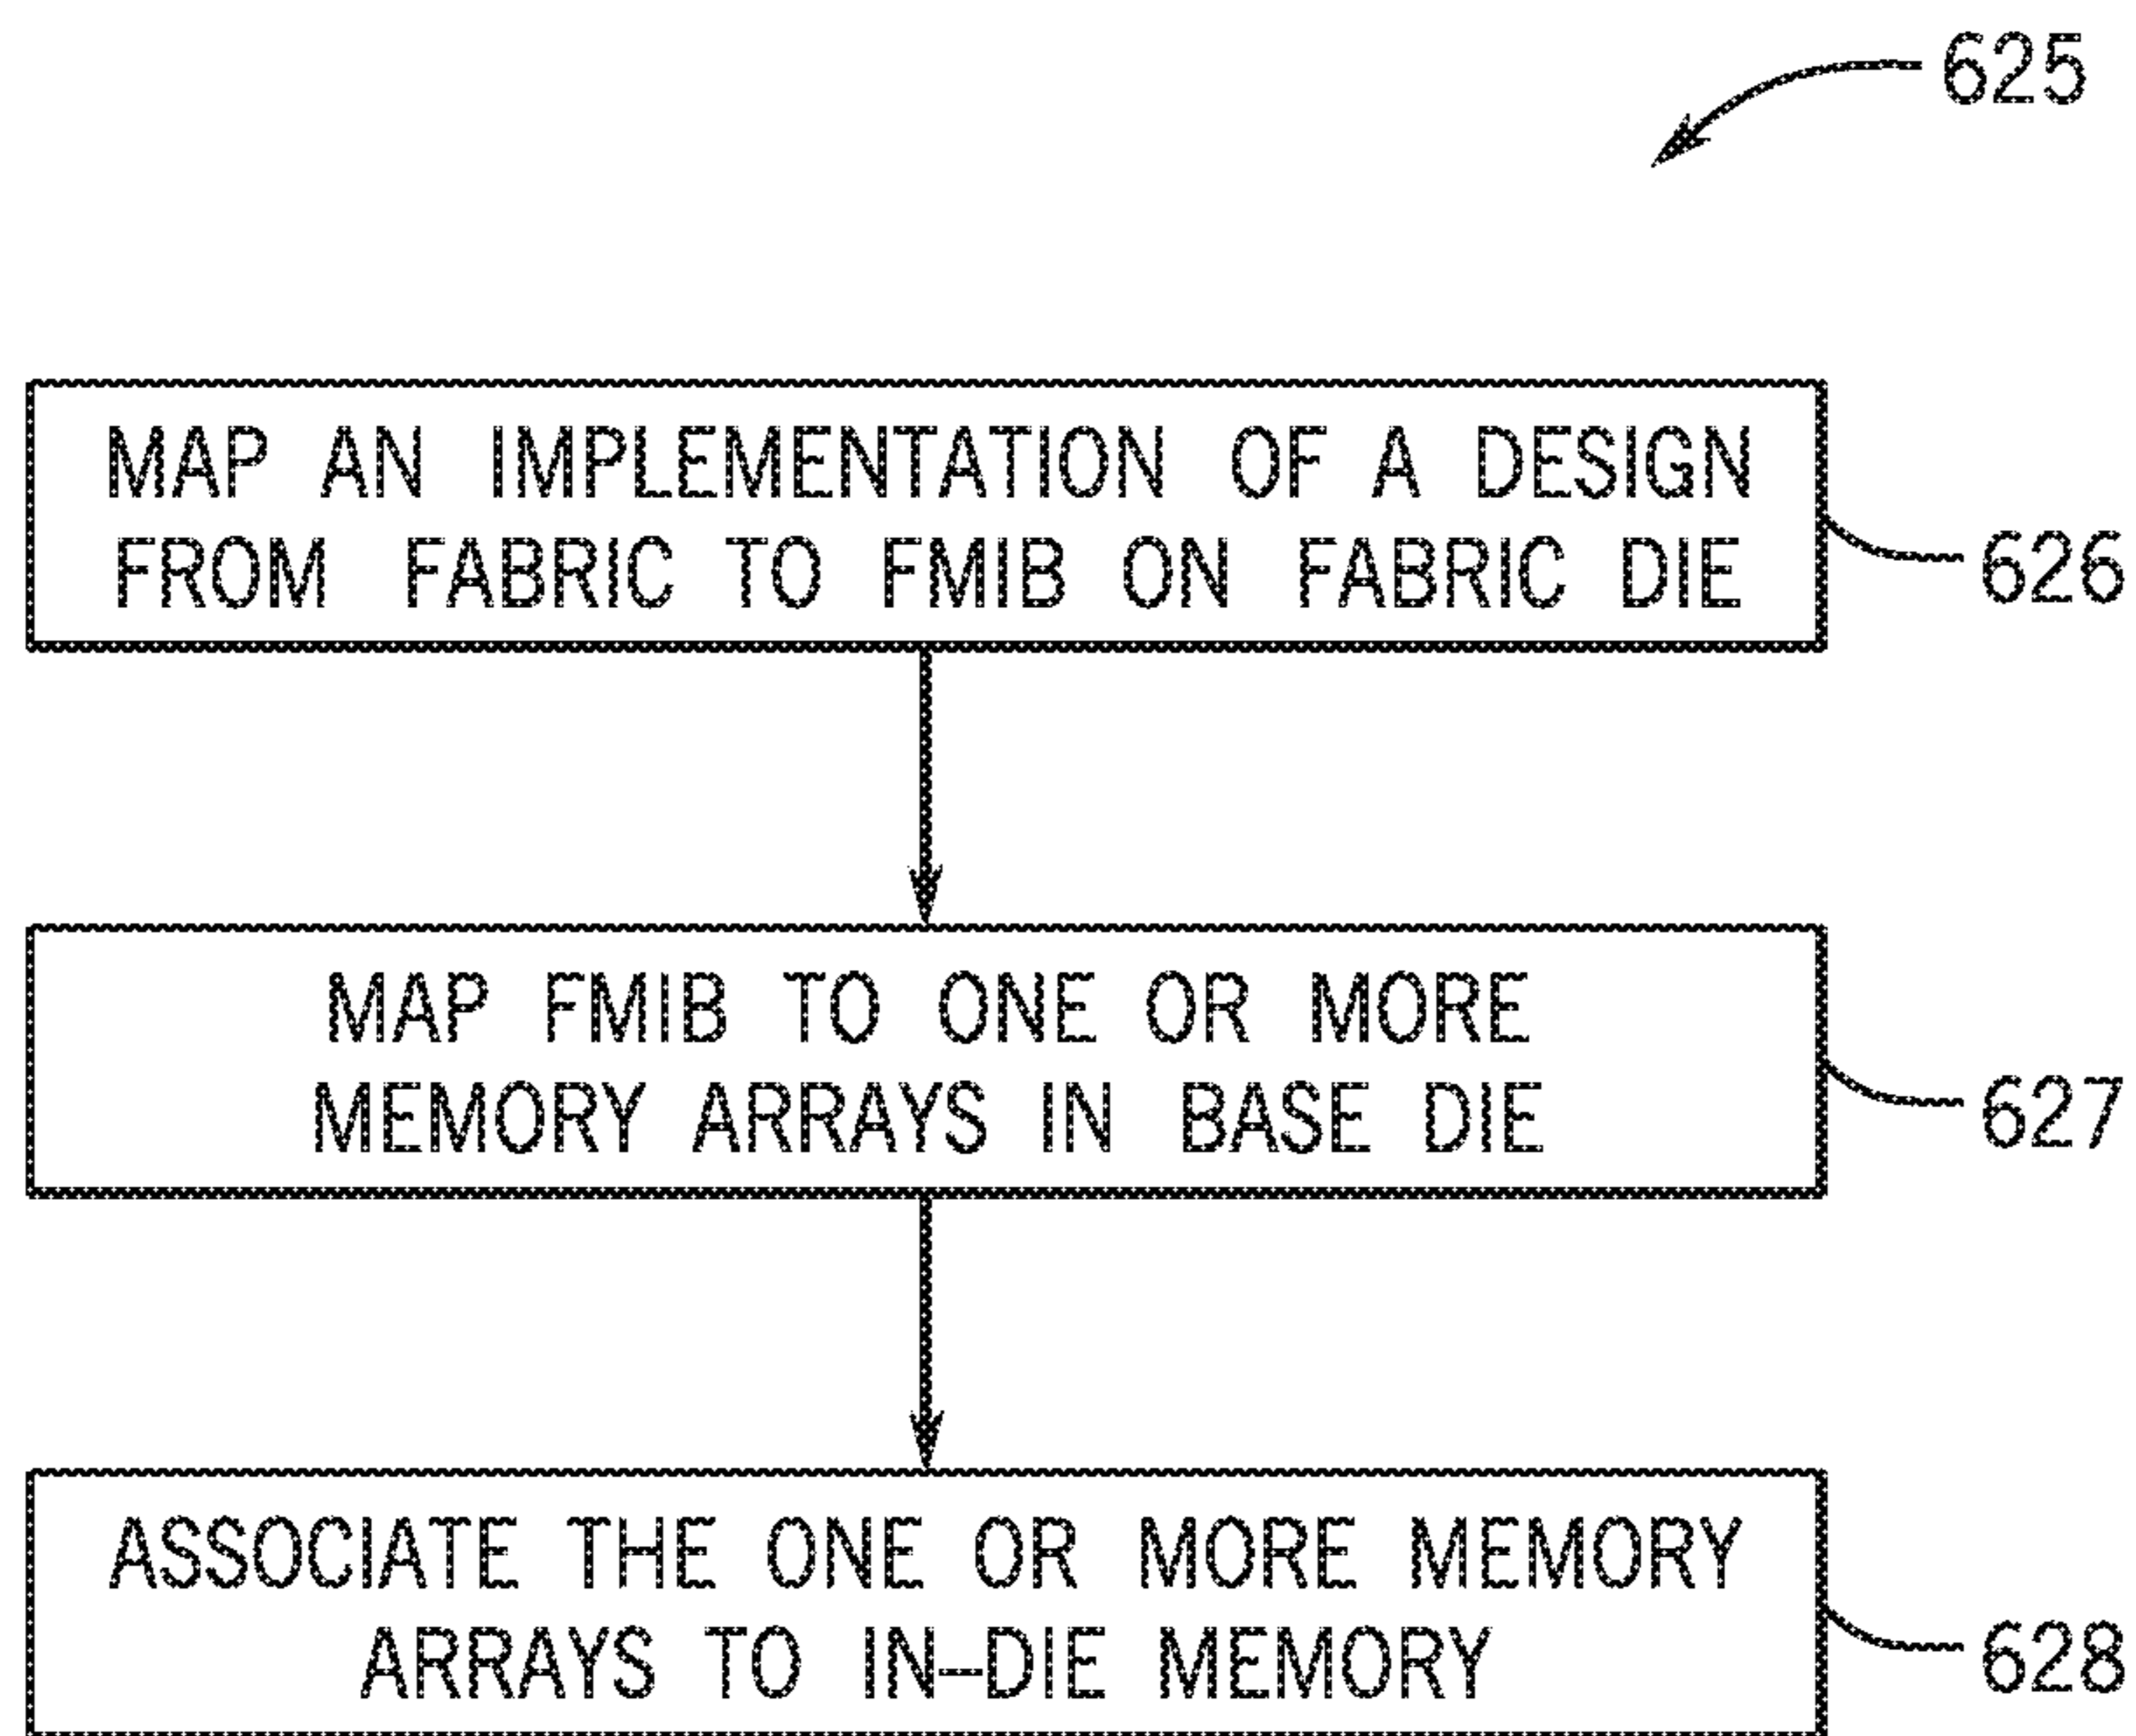 625
MAP AN IMPLEMENTATION OF A DESIGN
FROM FABRIC TO FMIB ON FABRIC DIE
626
MAP FMIB TO ONE OR MORE
MEMORY ARRAYS IN BASE DIE
627
ASSOCIATE THE ONE OR MORE MEMORY
ARRAYS TO IN-DIE MEMORY
628